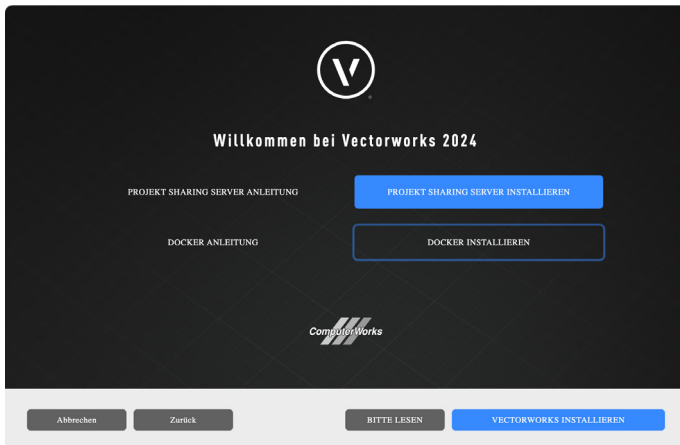 Willkommen bei Vectorworks 2024
PROJEKT SHARING SERVER ANLEITUNG
PROJEKT SHARING SERVER INSTALLIEREN
DOCKER ANLEITUNG
DOCKER INSTALLIEREN
ComputerWorks
Abbrechen
Zurück
BITTE LESEN
VECTORWORKS INSTALLIEREN